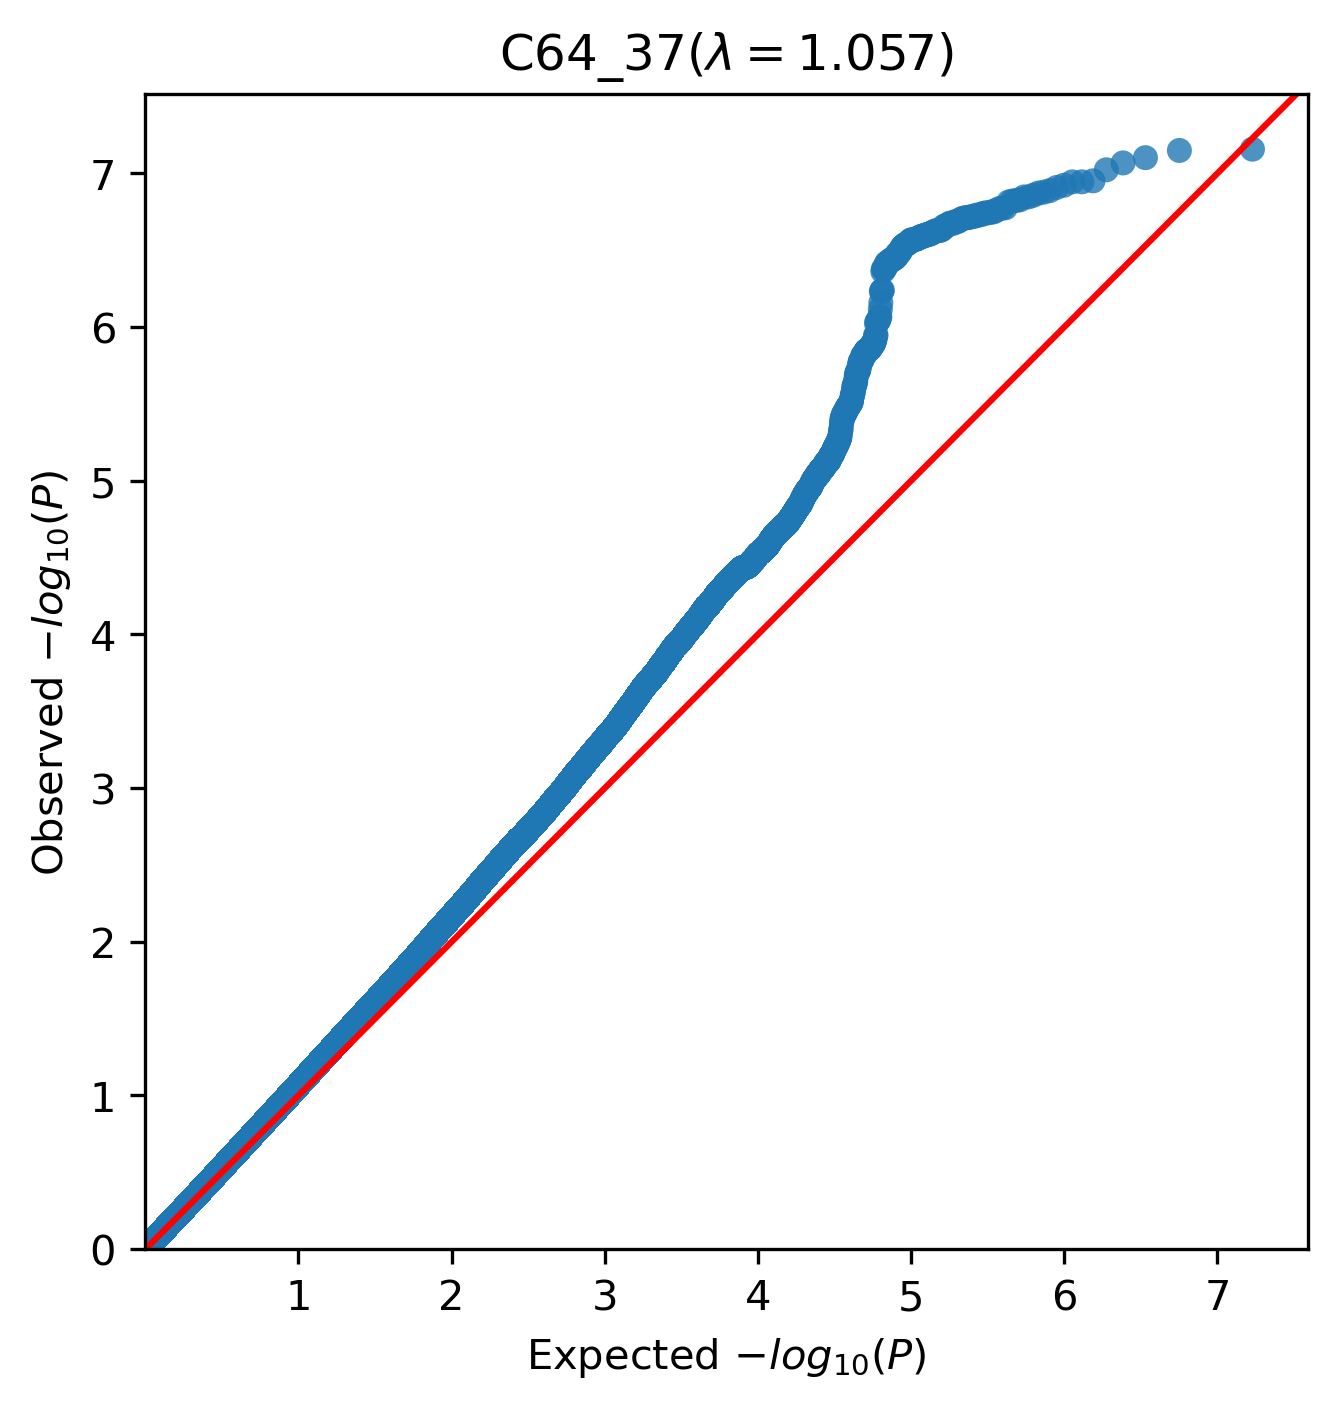 C64_37(λ = 1.057)
Observed −log10(P)
7
6
5
4
3
2
1
0
1 2 3 4 5 6 7
Expected −log10(P)